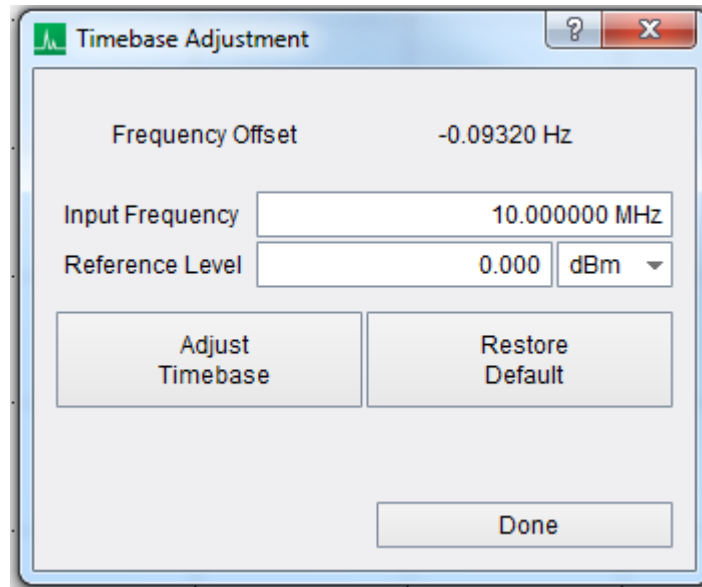 Timebase Adjustment
Frequency Offset -0.09320 Hz
Input Frequency 10.000000 MHz
Reference Level 0.000 dBm
Adjust
Timebase
Restore
Default
Done